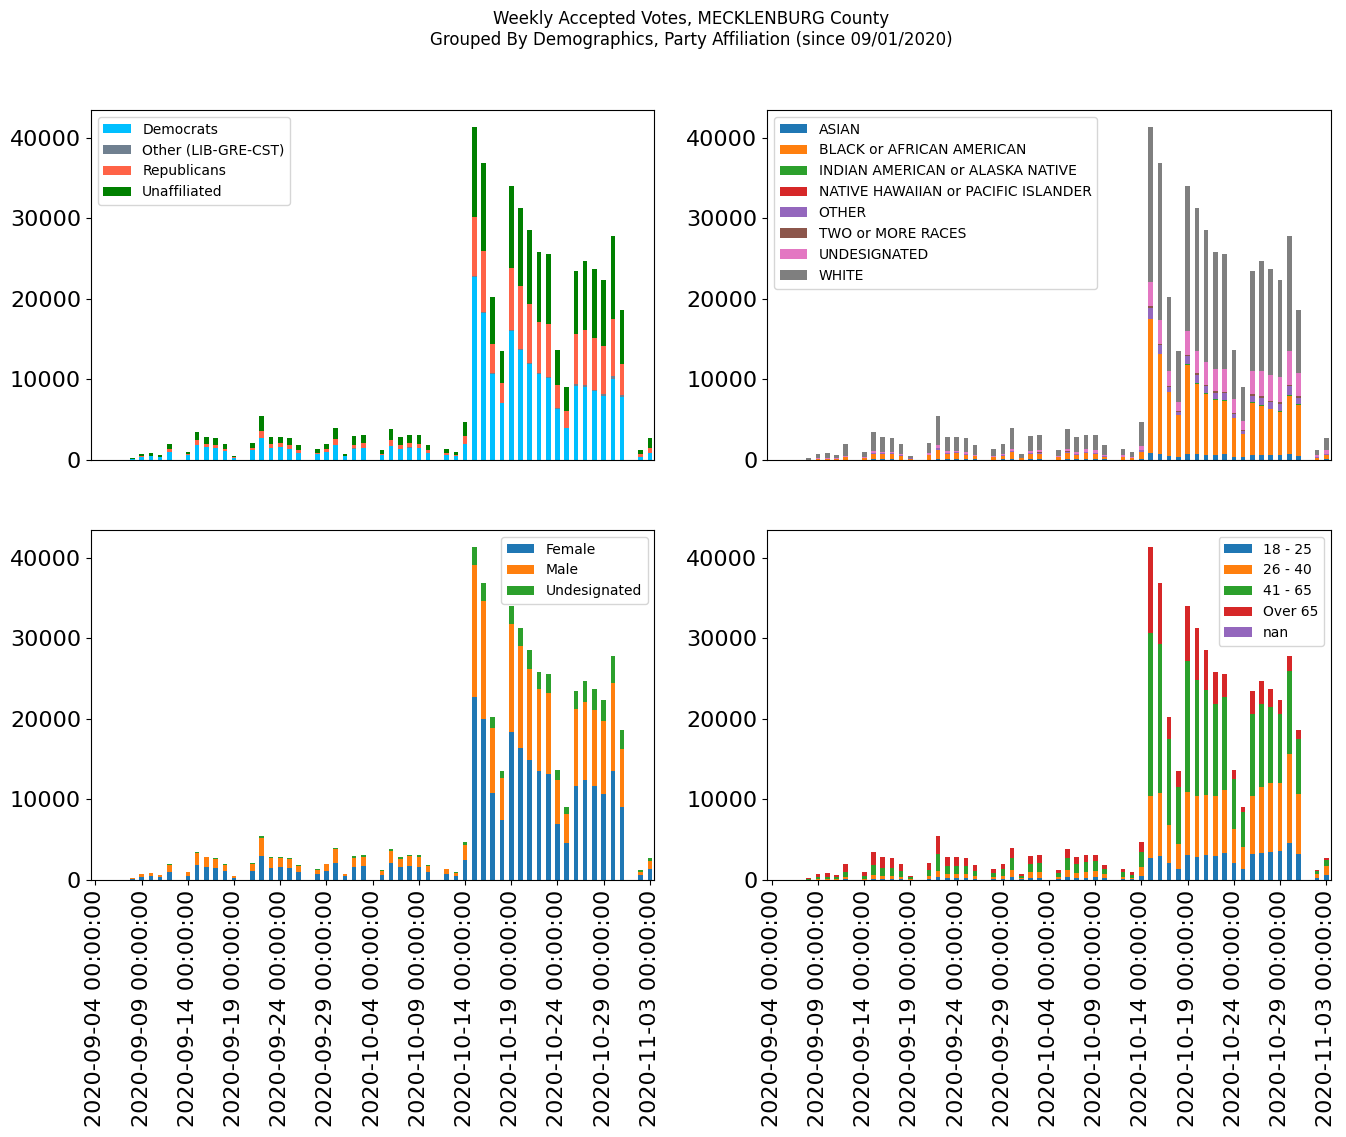 Weekly Accepted Votes, MECKLENBURG County
Grouped By Demographics, Party Affiliation (since 09/01/2020)
40000
30000
20000
10000
0
Democrats
Other (LIB-GRE-CST)
Republicans
Unaffiliated
40000
30000
20000
10000
0
ASIAN
BLACK or AFRICAN AMERICAN
INDIAN AMERICAN or ALASKA NATIVE
NATIVE HAWAIIAN or PACIFIC ISLANDER
OTHER
TWO or MORE RACES
UNDESIGNATED
WHITE
40000
30000
20000
10000
0
Female
Male
Undesignated
2020-09-04 00:00:00
2020-09-09 00:00:00
2020-09-14 00:00:00
2020-09-19 00:00:00
2020-09-24 00:00:00
2020-09-29 00:00:00
2020-10-04 00:00:00
2020-10-09 00:00:00
2020-10-14 00:00:00
2020-10-19 00:00:00
2020-10-24 00:00:00
2020-10-29 00:00:00
2020-11-03 00:00:00
40000
30000
20000
10000
0
18 - 25
26 - 40
41 - 65
Over 65
nan
2020-09-04 00:00:00
2020-09-09 00:00:00
2020-09-14 00:00:00
2020-09-19 00:00:00
2020-09-24 00:00:00
2020-09-29 00:00:00
2020-10-04 00:00:00
2020-10-09 00:00:00
2020-10-14 00:00:00
2020-10-19 00:00:00
2020-10-24 00:00:00
2020-10-29 00:00:00
2020-11-03 00:00:00